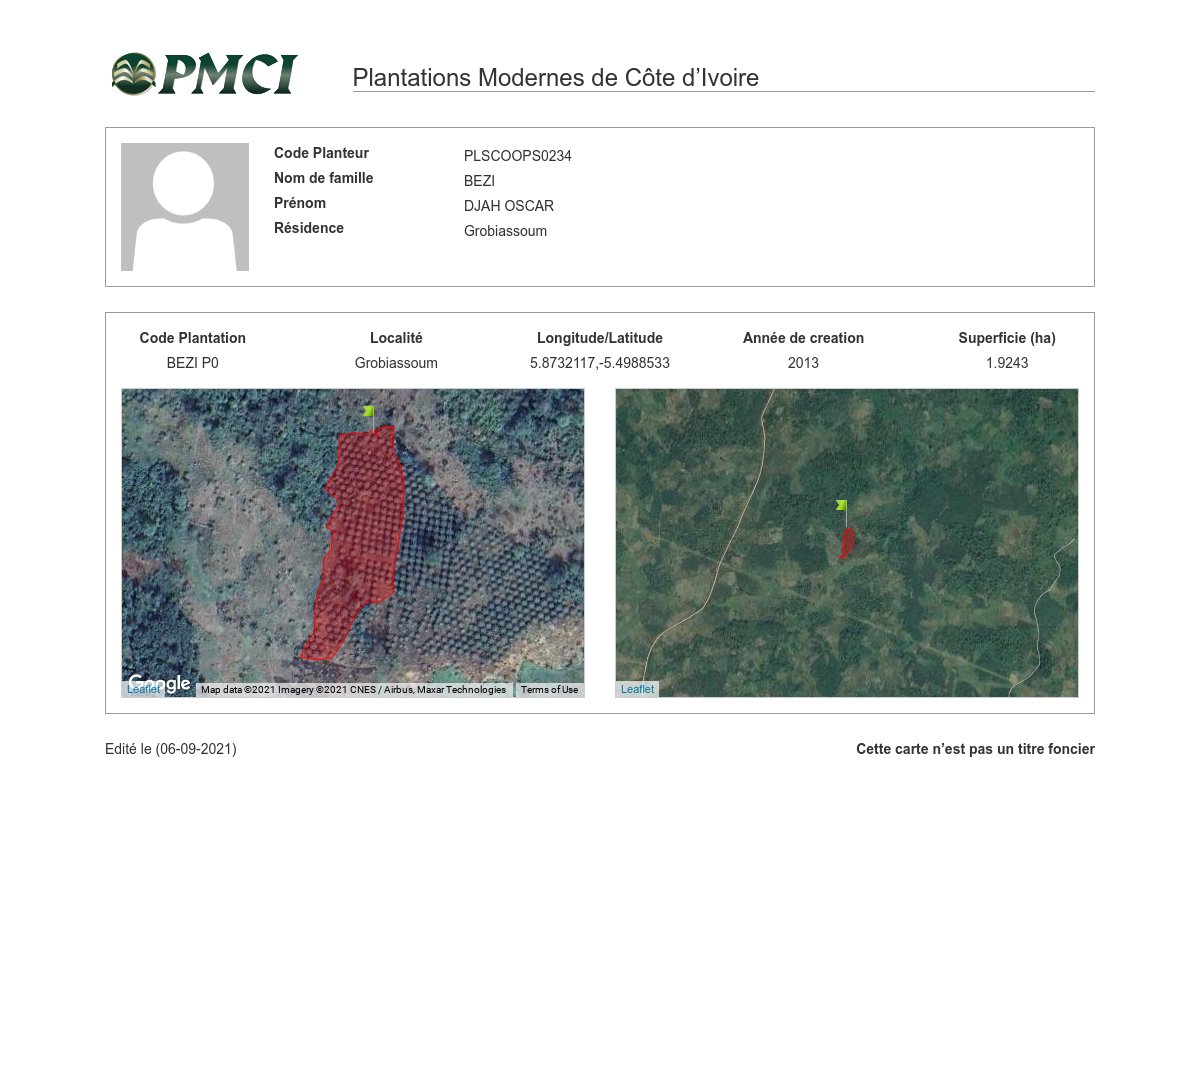 PMCI
Plantations Modernes de Côte d’Ivoire
Code Planteur PLSCOOPS0234
Nom de famille BEZI
Prénom DJAH OSCAR
Résidence Grobiassoum
Code Plantation Localité Longitude/Latitude Année de creation Superficie (ha)
BEZI P0 Grobiassoum 5.8732117,-5.4988533 2013 1.9243
Google
Leaflet Map data ©2021 Imagery ©2021 CNES / Airbus, Maxar Technologies Terms of Use
Leaflet
Edité le (06-09-2021) Cette carte n’est pas un titre foncier